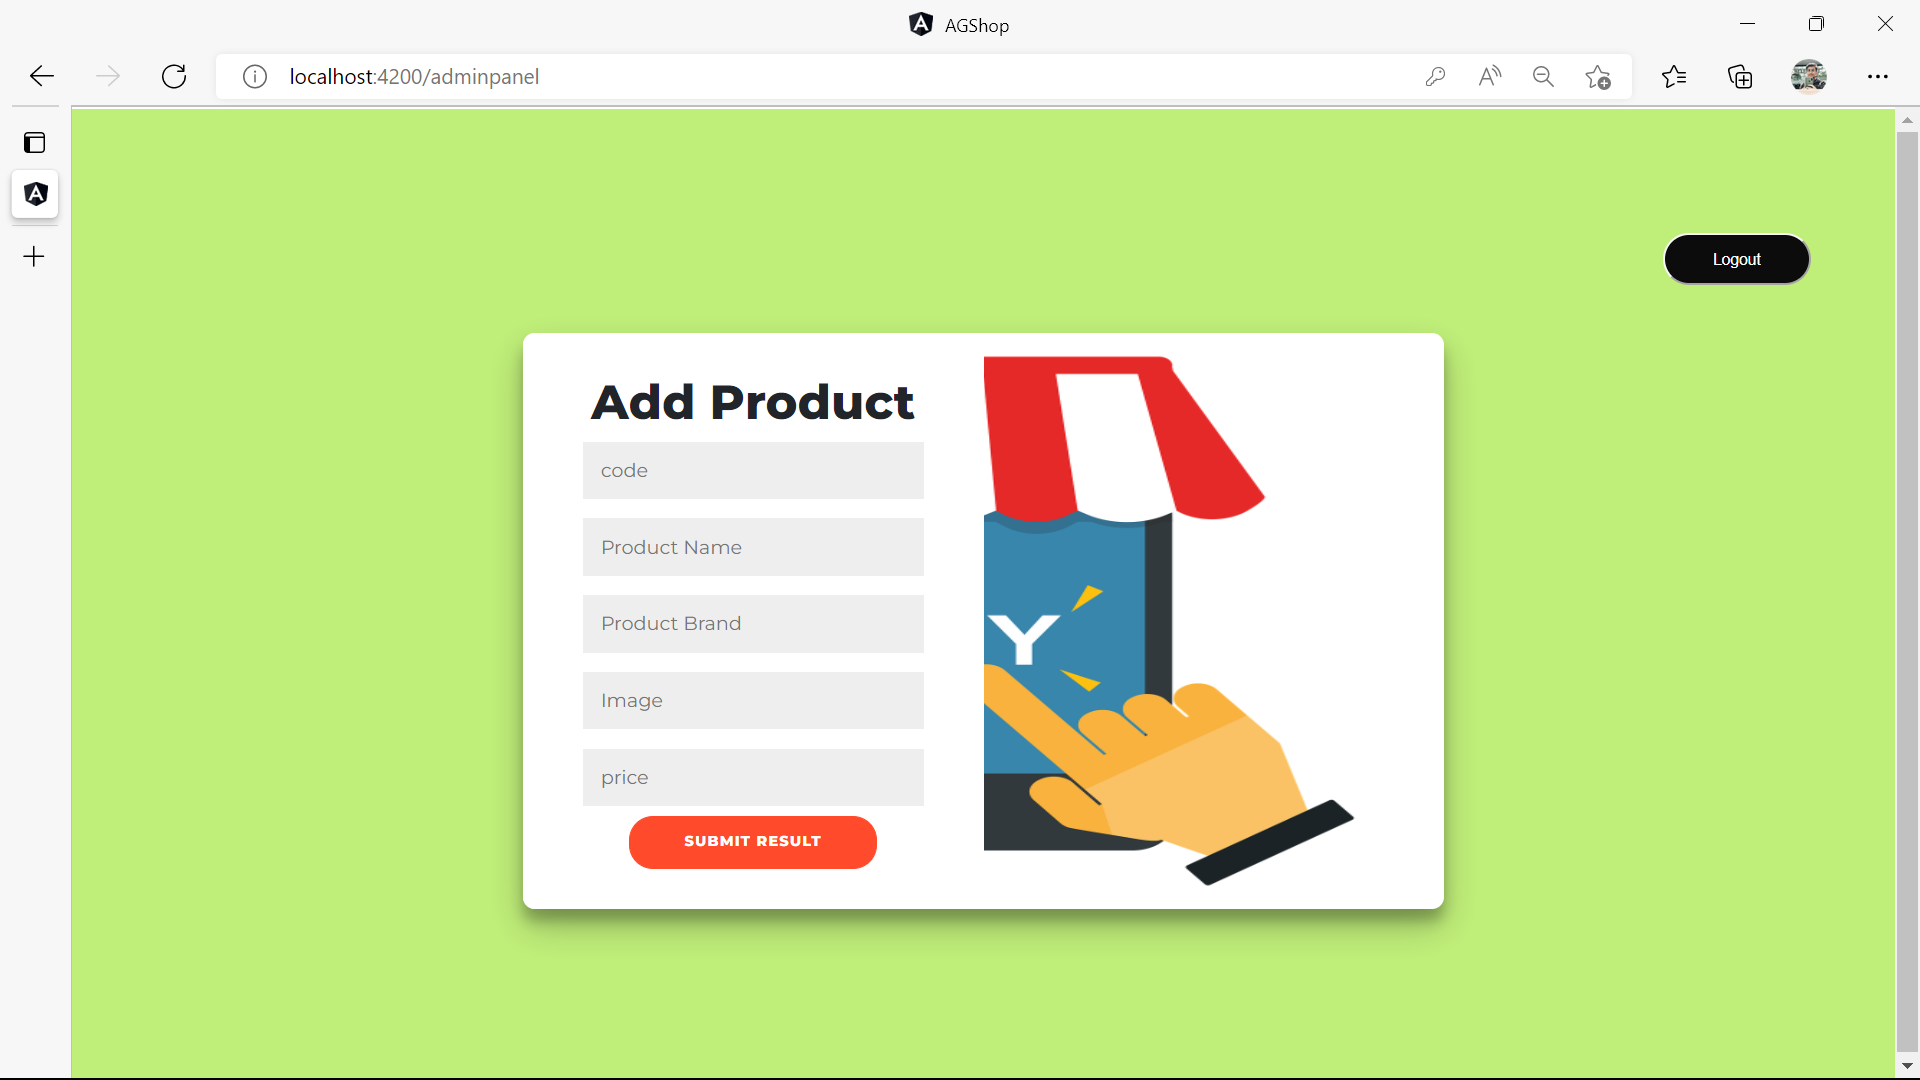 AGShop
localhost:4200/adminpanel
Logout
Add Product
code
Product Name
Product Brand
Image
price
SUBMIT RESULT
Y